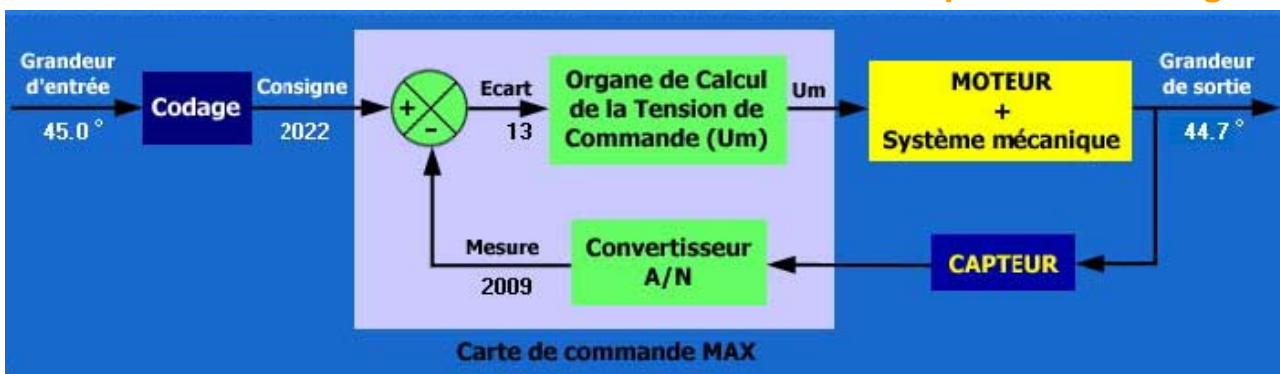 Grandeur
d'entrée
45.0 °
Codage
Consigne
2022
+
-
Ecart
13
Organe de Calcul
de la Tension de
Commande (Um)
Um
MOTEUR
+
Système mécanique
Grandeur
de sortie
44.7 °
Mesure
2009
Convertisseur
A/N
CAPTEUR
Carte de commande MAX